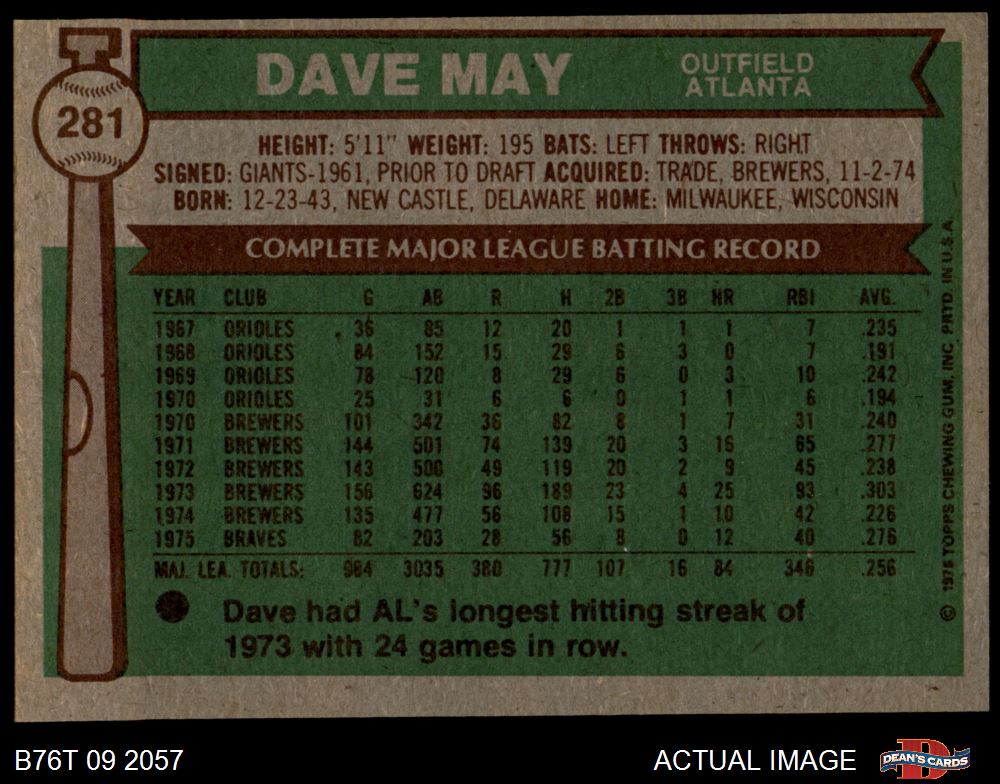 281
DAVE MAY
OUTFIELD
ATLANTA
HEIGHT: 5'11" WEIGHT: 195 BATS: LEFT THROWS: RIGHT
SIGNED: GIANTS-1961, PRIOR TO DRAFT ACQUIRED: TRADE, BREWERS, 11-2-74
BORN: 12-23-43, NEW CASTLE, DELAWARE HOME: MILWAUKEE, WISCONSIN
COMPLETE MAJOR LEAGUE BATTING RECORD
YEAR CLUB G AB R H 2B 3B HR RBI AVG.
1967 ORIOLES 36 85 12 20 1 1 1 7 .235
1968 ORIOLES 84 152 15 29 6 3 0 7 .191
1969 ORIOLES 78 120 8 29 6 0 3 10 .242
1970 ORIOLES 25 31 6 6 0 1 1 6 .194
1970 BREWERS 101 342 36 82 8 1 7 31 .240
1971 BREWERS 144 501 74 139 20 3 16 65 .277
1972 BREWERS 143 500 49 119 20 2 9 45 .238
1973 BREWERS 156 624 96 189 23 4 25 93 .303
1974 BREWERS 135 477 56 108 15 1 10 42 .226
1975 BRAVES 82 203 28 56 8 0 12 40 .276
MAJ. LEA. TOTALS: 984 3035 380 777 107 16 84 346 .256
Dave had AL's longest hitting streak of
1973 with 24 games in row.
© 1976 TOPPS CHEWING GUM, INC. PRTD. IN U.S.A.
B76T 09 2057
ACTUAL IMAGE
DEAN'S CARDS